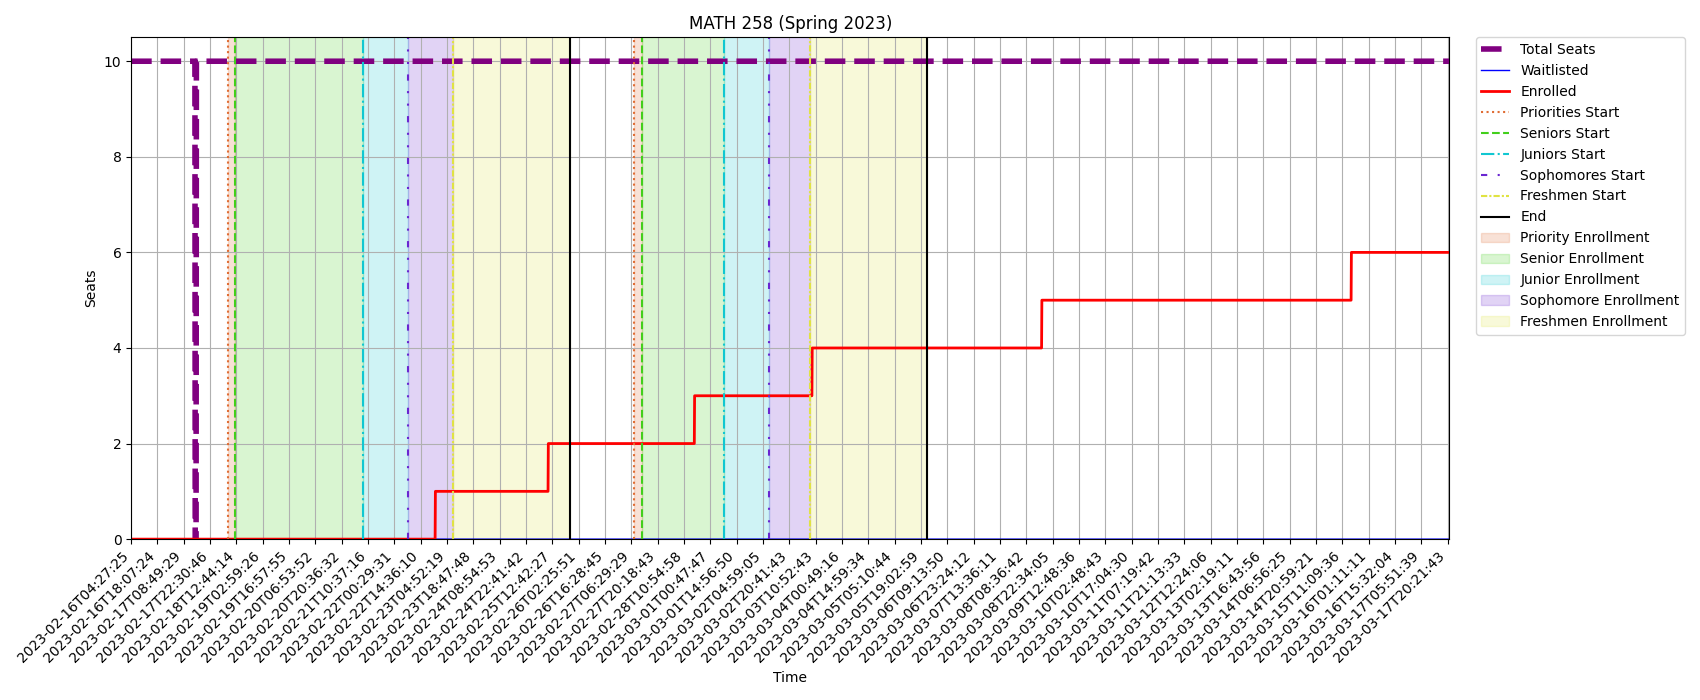 MATH 258 (Spring 2023)
Seats
10
8
6
4
2
0
2023-02-16T04:27:25
2023-02-16T18:07:24
2023-02-17T08:49:29
2023-02-17T22:30:46
2023-02-18T12:44:14
2023-02-19T02:59:26
2023-02-19T16:57:55
2023-02-20T06:53:52
2023-02-20T20:36:32
2023-02-21T10:37:16
2023-02-22T00:29:31
2023-02-22T14:36:10
2023-02-23T04:52:19
2023-02-23T18:47:48
2023-02-24T08:54:53
2023-02-24T22:41:42
2023-02-25T12:42:27
2023-02-26T02:25:51
2023-02-26T16:28:45
2023-02-27T06:29:29
2023-02-27T20:18:43
2023-02-28T10:54:58
2023-03-01T00:47:47
2023-03-01T14:56:50
2023-03-02T04:59:05
2023-03-02T20:41:43
2023-03-03T10:52:43
2023-03-04T00:49:16
2023-03-04T14:59:34
2023-03-05T05:10:44
2023-03-05T19:02:59
2023-03-06T09:13:50
2023-03-06T23:24:12
2023-03-07T13:36:11
2023-03-08T08:36:42
2023-03-08T22:34:05
2023-03-09T12:48:36
2023-03-10T02:48:43
2023-03-10T17:04:30
2023-03-11T07:19:42
2023-03-11T21:13:33
2023-03-12T12:24:06
2023-03-13T02:19:11
2023-03-13T16:43:56
2023-03-14T06:56:25
2023-03-14T20:59:21
2023-03-15T11:09:36
2023-03-16T01:11:11
2023-03-16T15:32:04
2023-03-17T05:51:39
2023-03-17T20:21:43
Time
Total Seats
Waitlisted
Enrolled
Priorities Start
Seniors Start
Juniors Start
Sophomores Start
Freshmen Start
End
Priority Enrollment
Senior Enrollment
Junior Enrollment
Sophomore Enrollment
Freshmen Enrollment